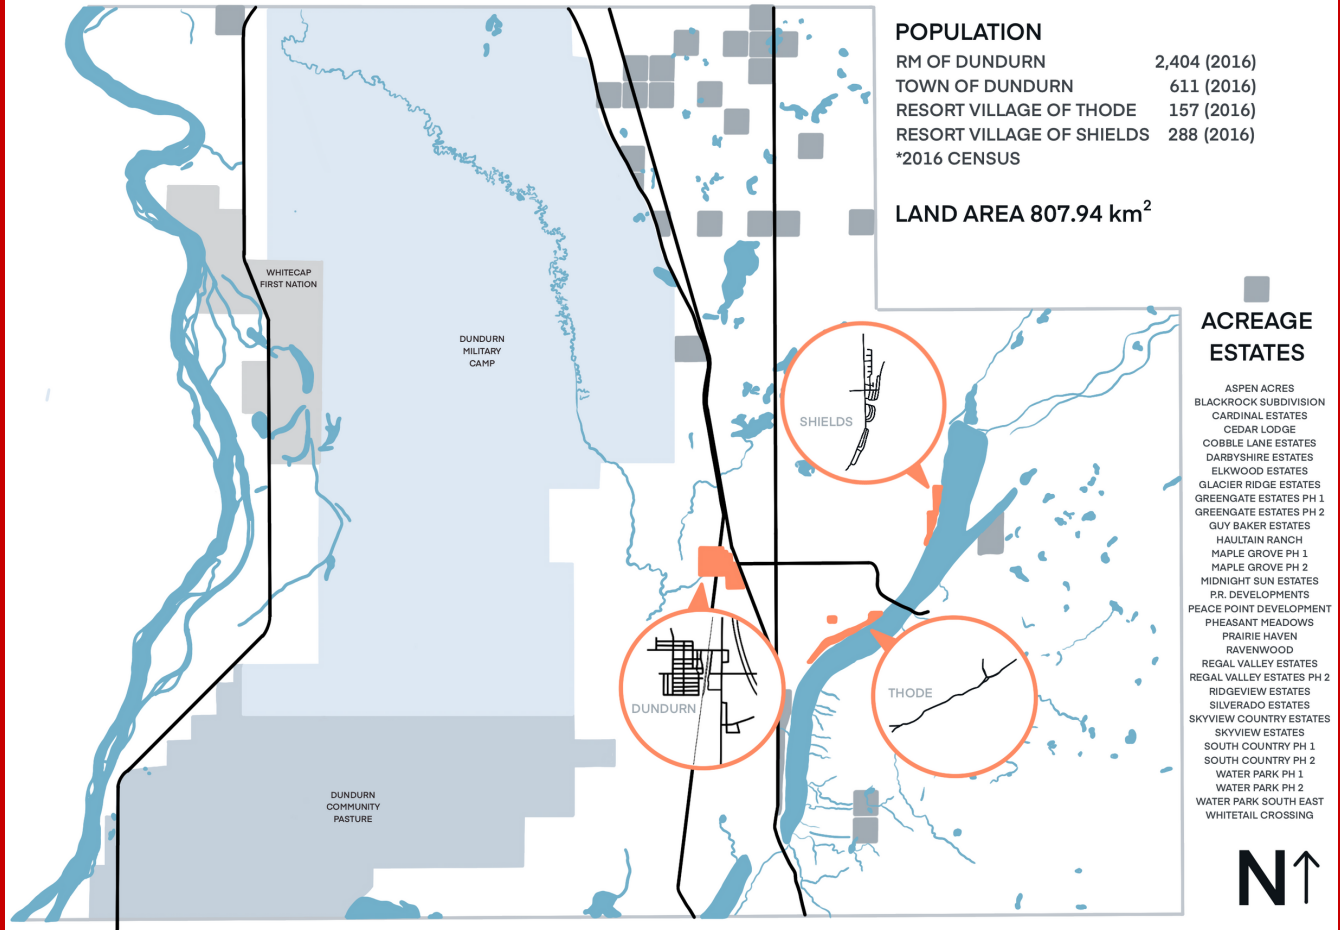 POPULATION
RM OF DUNDURN 2,404 (2016)
TOWN OF DUNDURN 611 (2016)
RESORT VILLAGE OF THODE 157 (2016)
RESORT VILLAGE OF SHIELDS 288 (2016)
*2016 CENSUS
LAND AREA 807.94 km²
WHITECAP
FIRST NATION
DUNDURN
MILITARY
CAMP
SHIELDS
DUNDURN
THODE
DUNDURN
COMMUNITY
PASTURE
ACREAGE
ESTATES
ASPEN ACRES
BLACKROCK SUBDIVISION
CARDINAL ESTATES
CEDAR LODGE
COBBLE LANE ESTATES
DARBYSHIRE ESTATES
ELKWOOD ESTATES
GLACIER RIDGE ESTATES
GREENGATE ESTATES PH 1
GREENGATE ESTATES PH 2
GUY BAKER ESTATES
HAULTAIN RANCH
MAPLE GROVE PH 1
MAPLE GROVE PH 2
MIDNIGHT SUN ESTATES
P.R. DEVELOPMENTS
PEACE POINT DEVELOPMENT
PHEASANT MEADOWS
PRAIRIE HAVEN
RAVENWOOD
REGAL VALLEY ESTATES
REGAL VALLEY ESTATES PH 2
RIDGEVIEW ESTATES
SILVERADO ESTATES
SKYVIEW COUNTRY ESTATES
SKYVIEW ESTATES
SOUTH COUNTRY PH 1
SOUTH COUNTRY PH 2
WATER PARK PH 1
WATER PARK PH 2
WATER PARK SOUTH EAST
WHITETAIL CROSSING
N↑